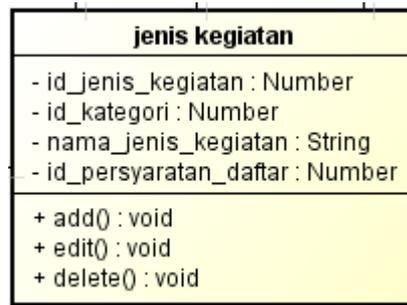 jenis kegiatan
- id_jenis_kegiatan : Number
- id_kategori : Number
- nama_jenis_kegiatan : String
- id_persyaratan_daftar : Number
+ add() : void
+ edit() : void
+ delete() : void